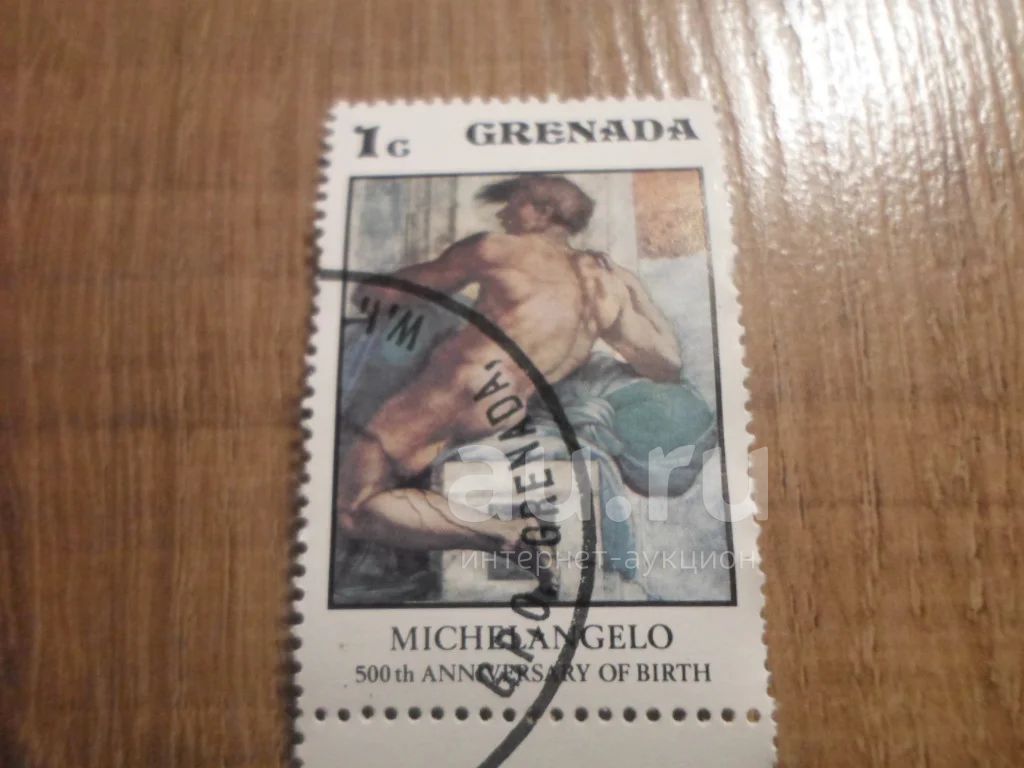 1c GRENADA
G.P.O. GRENADA, W.I.
au.ru
интернет-аукцион
MICHELANGELO
500th ANNIVERSARY OF BIRTH